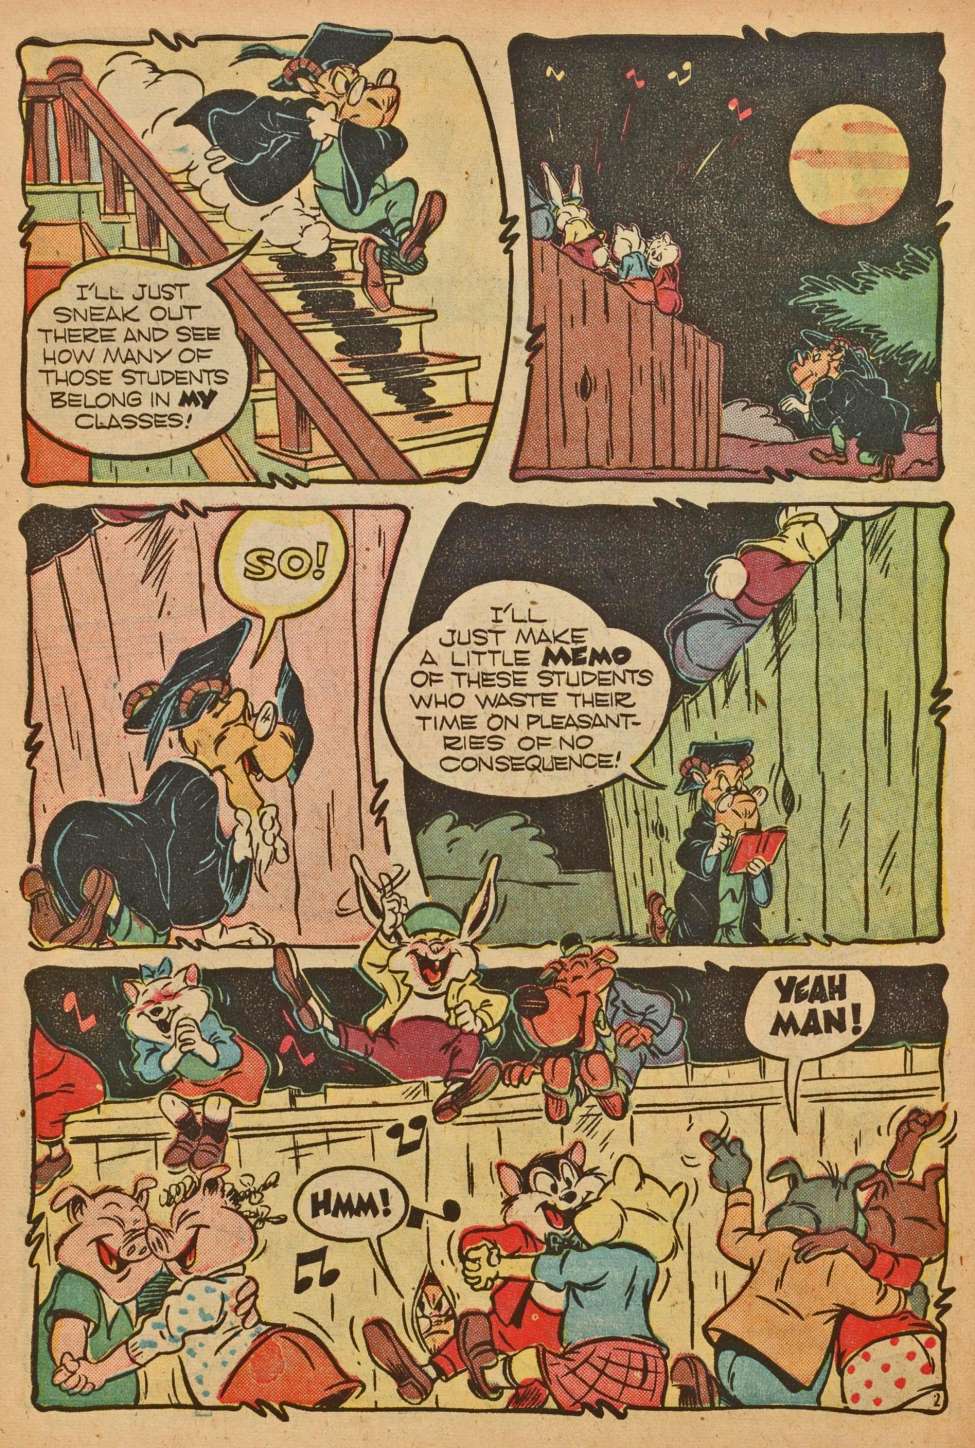 I'LL JUST
SNEAK OUT
THERE AND SEE
HOW MANY OF
THOSE STUDENTS
BELONG IN MY
CLASSES!
SO!
I'LL
JUST MAKE
A LITTLE MEMO
OF THESE STUDENTS
WHO WASTE THEIR
TIME ON PLEASANT-
RIES OF NO
CONSEQUENCE!
YEAH
MAN!
HMM!
2